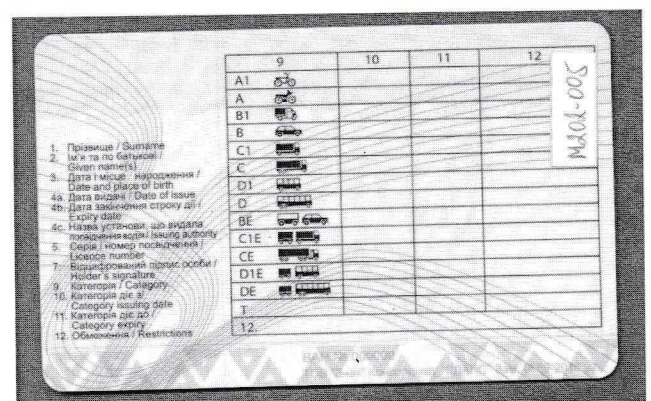 9 10 11 12
A1
A
B1
B
C1
C
D1
D
BE
C1E
CE
D1E
DE
T
12.
1. Прізвище / Surname
2. Ім'я та по батькові /
Given name(s)
3. Дата і місце народження /
Date and place of birth
4a. Дата видачі / Date of issue
4b. Дата закінчення строку дії /
Expiry date
4c. Назва установи, що видала
посвідчення водія / Issuing authority
5. Серія і номер посвідчення /
Licence number
7. Відцифрований підпис особи /
Holder's signature
9. Категорія / Category
10. Категорія діє з /
Category issuing date
11. Категорія діє до /
Category expiry
12. Обмеження / Restrictions